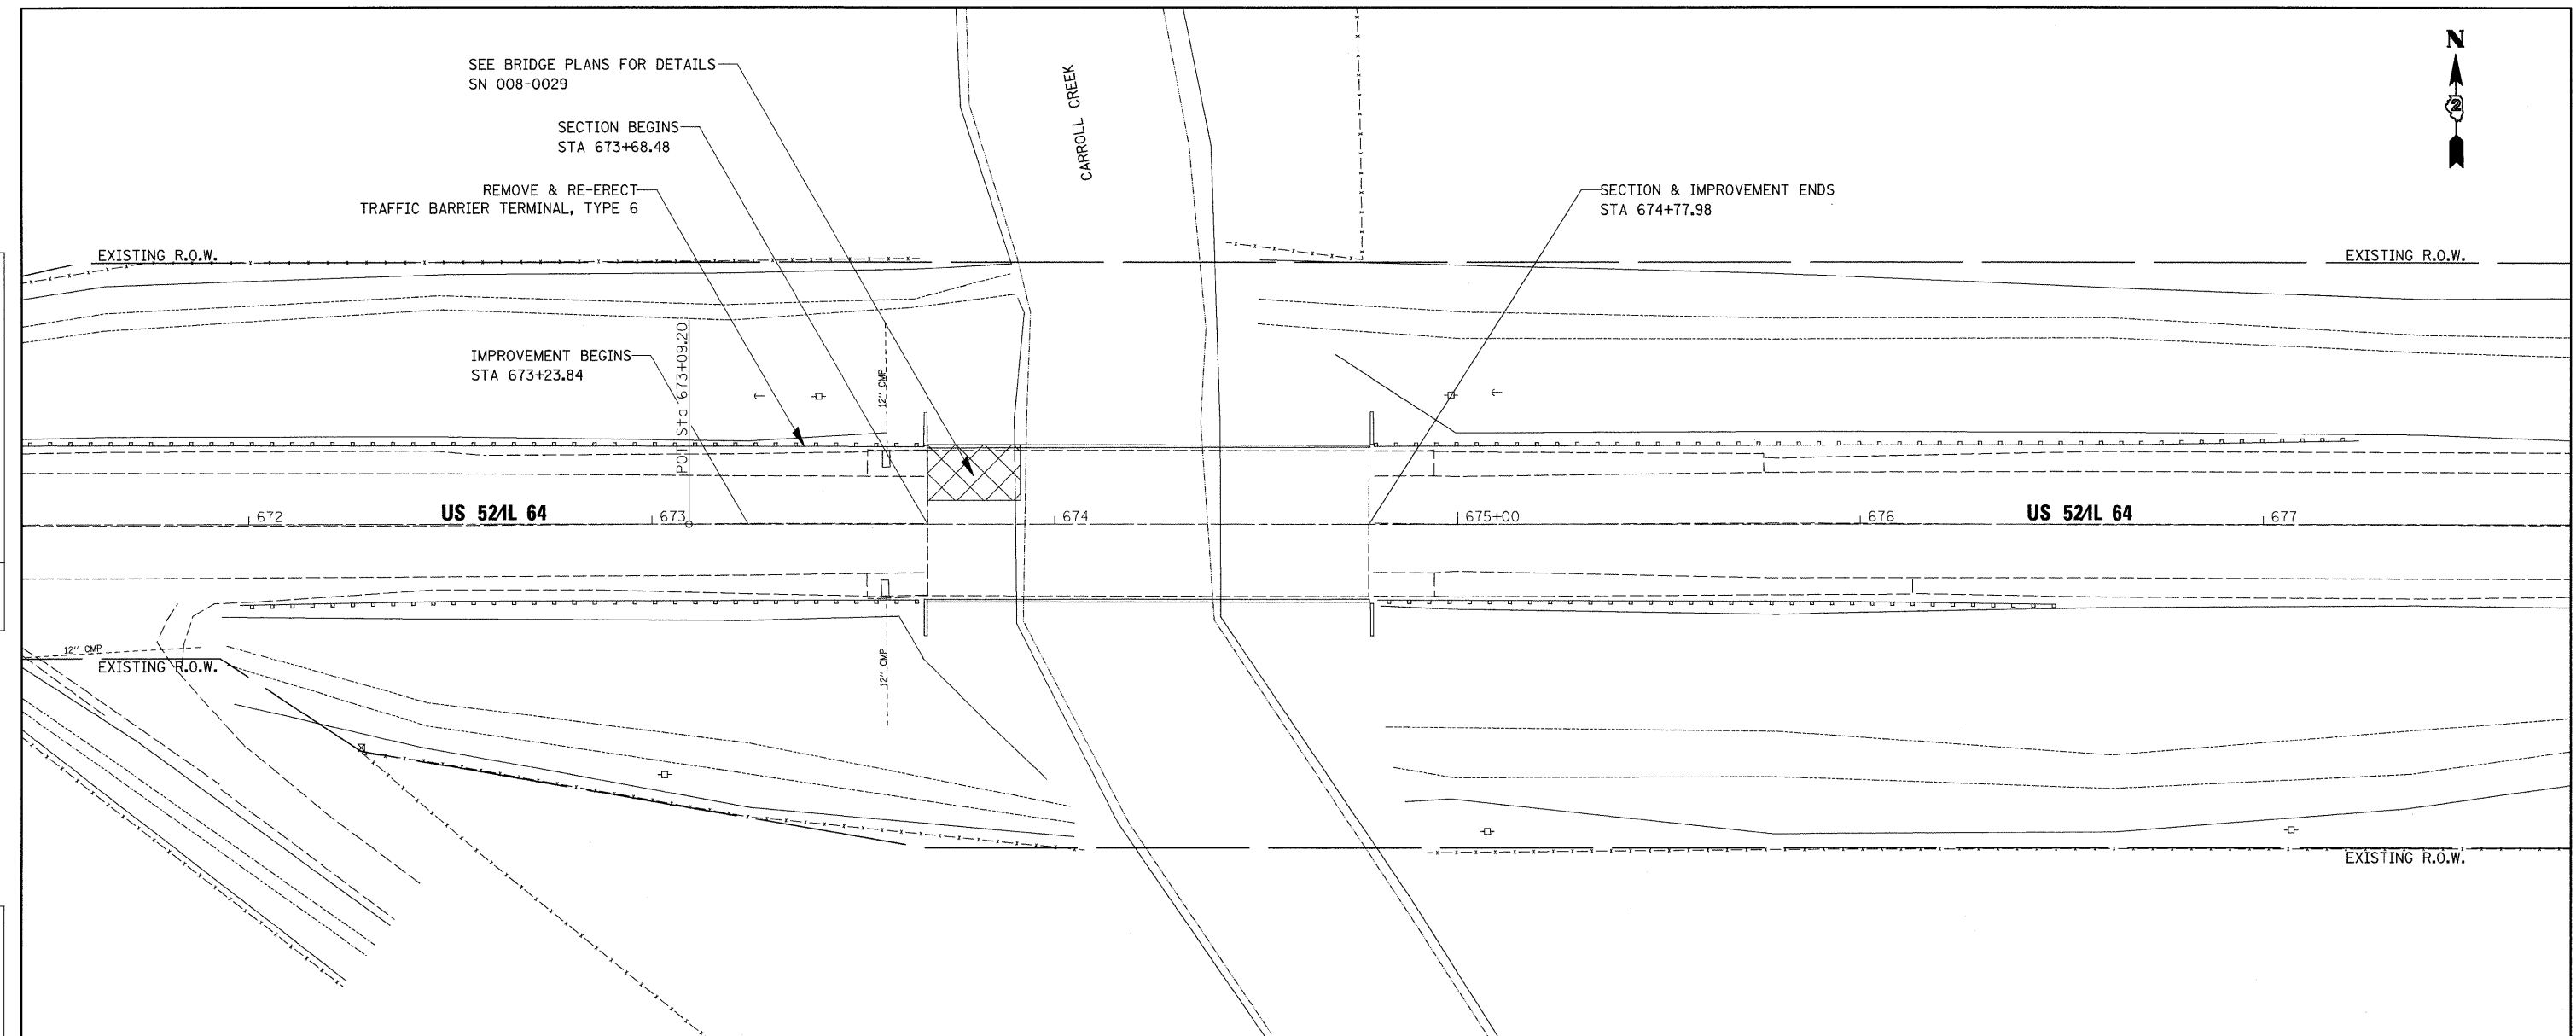 N
2
SEE BRIDGE PLANS FOR DETAILS
SN 008-0029
CARROLL CREEK
SECTION BEGINS
STA 673+68.48
REMOVE & RE-ERECT
TRAFFIC BARRIER TERMINAL, TYPE 6
SECTION & IMPROVEMENT ENDS
STA 674+77.98
EXISTING R.O.W.
EXISTING R.O.W.
IMPROVEMENT BEGINS
STA 673+23.84
POT Sta 673+09.20
12" CMP
672
US 52/IL 64
673
674
675+00
676
US 52/IL 64
677
12" CMP
EXISTING R.O.W.
12" CMP
EXISTING R.O.W.